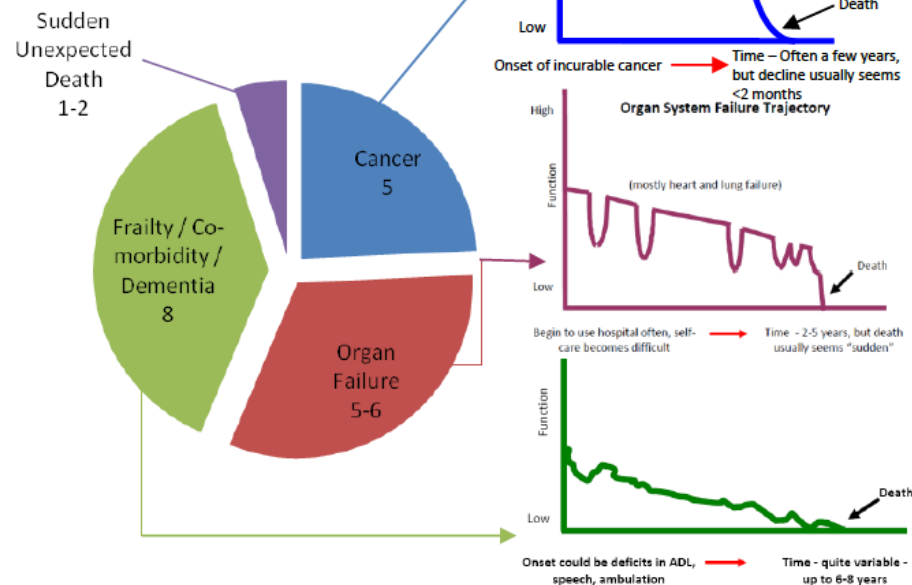 Sudden
Unexpected
Death
1-2
Cancer
5
Frailty / Co-
morbidity /
Dementia
8
Organ
Failure
5-6
Low
Death
Onset of incurable cancer
Time – Often a few years,
but decline usually seems
<2 months
Organ System Failure Trajectory
High
Function
(mostly heart and lung failure)
Low
Death
Begin to use hospital often, self-
care becomes difficult
Time - 2-5 years, but death
usually seems “sudden”
Function
Low
Death
Onset could be deficits in ADL,
speech, ambulation
Time - quite variable -
up to 6-8 years